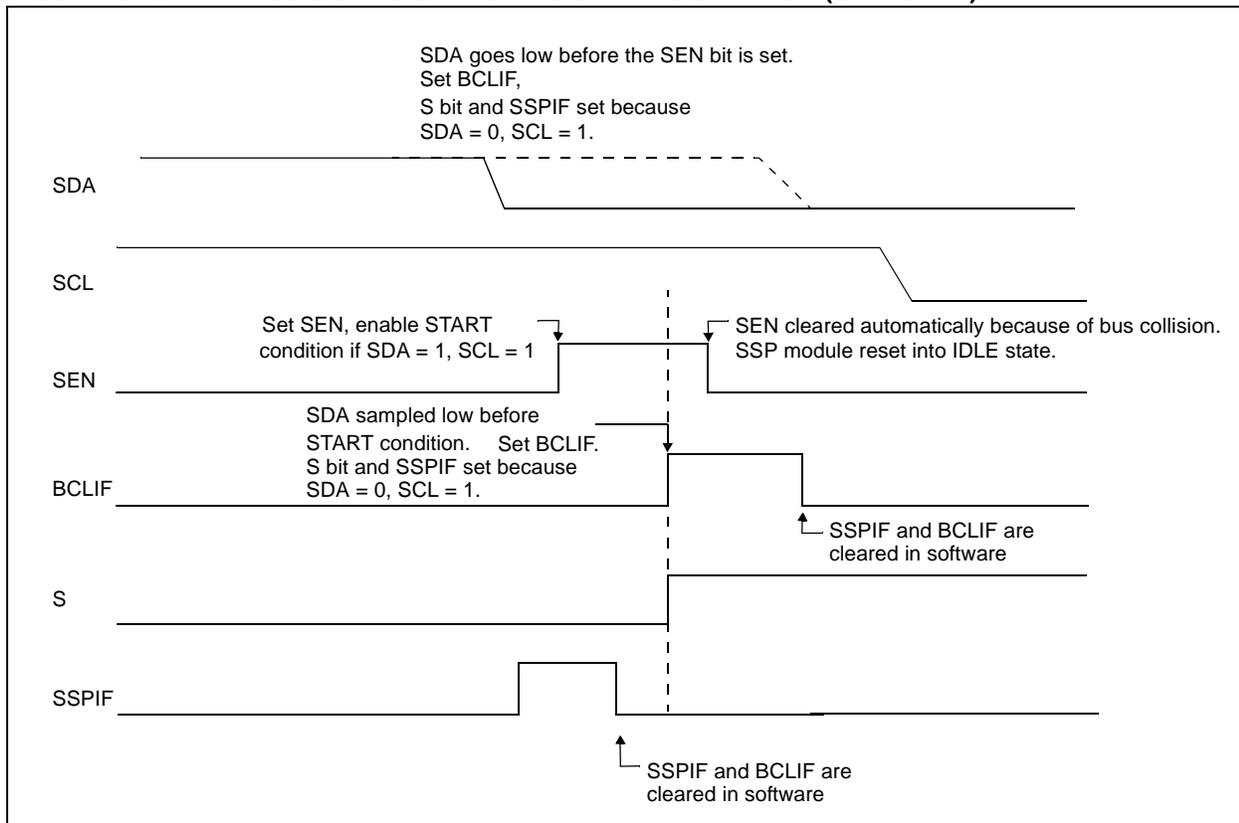 SDA goes low before the SEN bit is set.
Set BCLIF,
S bit and SSPIF set because
SDA = 0, SCL = 1.
SDA
SCL
Set SEN, enable START
condition if SDA = 1, SCL = 1
SEN cleared automatically because of bus collision.
SSP module reset into IDLE state.
SEN
SDA sampled low before
START condition. Set BCLIF.
S bit and SSPIF set because
SDA = 0, SCL = 1.
BCLIF
SSPIF and BCLIF are
cleared in software
S
SSPIF
SSPIF and BCLIF are
cleared in software